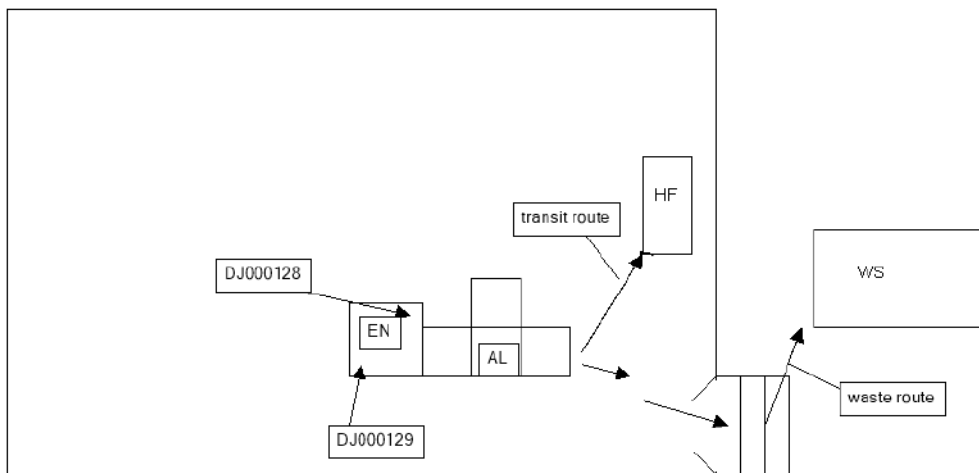 HF
transit route
WS
DJ000128
EN
AL
waste route
DJ000129